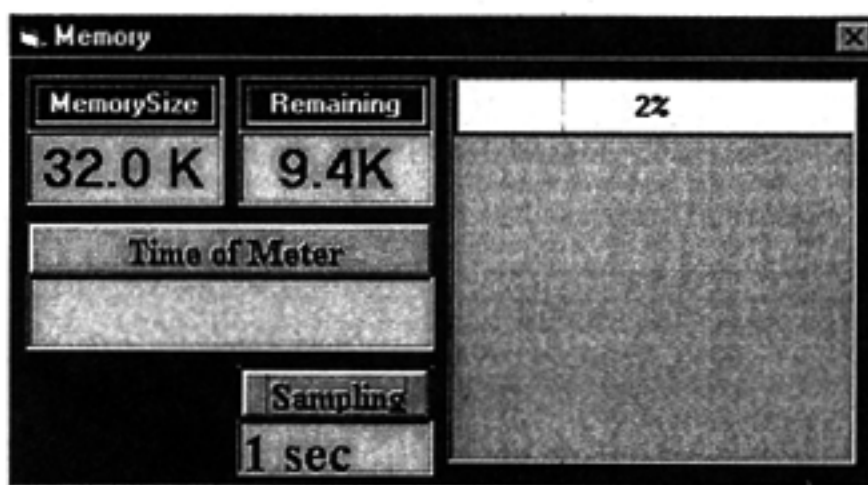 Memory
MemorySize
Remaining
2%
32.0 K
9.4K
Time of Meter
Sampling
1 sec